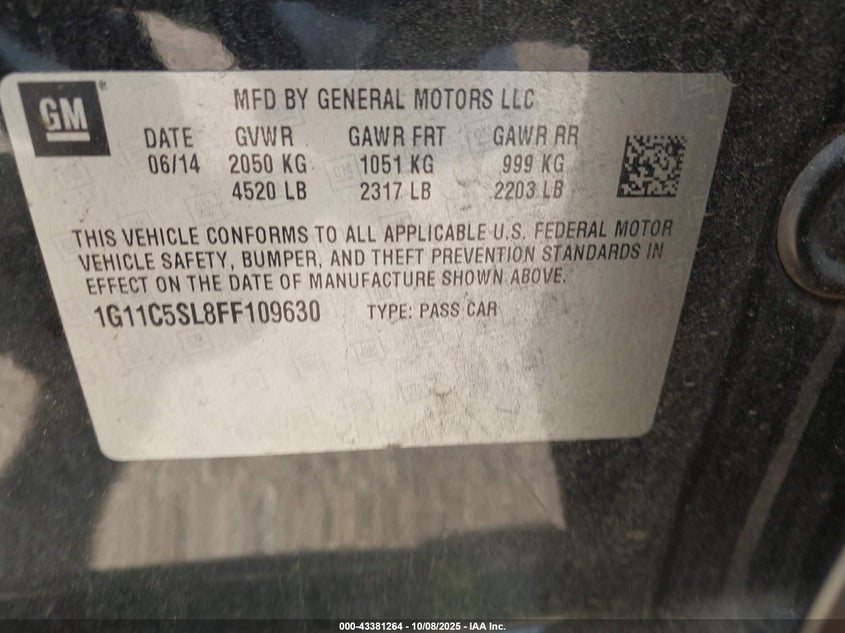 GM
MFD BY GENERAL MOTORS LLC
DATE GVWR GAWR FRT GAWR RR
06/14 2050 KG 1051 KG 999 KG
4520 LB 2317 LB 2203 LB
THIS VEHICLE CONFORMS TO ALL APPLICABLE U.S. FEDERAL MOTOR
VEHICLE SAFETY, BUMPER, AND THEFT PREVENTION STANDARDS IN
EFFECT ON THE DATE OF MANUFACTURE SHOWN ABOVE.
1G11C5SL8FF109630 TYPE: PASS CAR
000-43381264 - 10/08/2025 - IAA Inc.